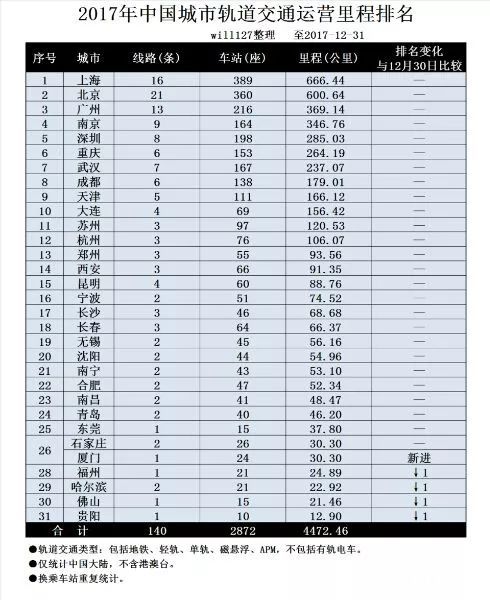 2017年中国城市轨道交通运营里程排名
will127整理 至2017-12-31
序号 城市 线路(条) 车站(座) 里程(公里) 排名变化
与12月30日比较
1 上海 16 389 666.44 —
2 北京 21 360 600.64 —
3 广州 13 216 369.14 —
4 南京 9 164 346.76 —
5 深圳 8 198 285.03 —
6 重庆 6 153 264.19 —
7 武汉 7 167 237.07 —
8 成都 6 138 179.01 —
9 天津 5 111 166.12 —
10 大连 4 69 156.42 —
11 苏州 3 97 120.53 —
12 杭州 3 76 106.07 —
13 郑州 3 55 93.56 —
14 西安 3 66 91.35 —
15 昆明 4 60 88.76 —
16 宁波 2 51 74.52 —
17 长沙 3 46 68.68 —
18 长春 3 64 66.37 —
19 无锡 2 45 56.16 —
20 沈阳 2 44 54.96 —
21 南宁 2 43 53.10 —
22 合肥 2 47 52.34 —
23 南昌 2 41 48.47 —
24 青岛 2 40 46.20 —
25 东莞 1 15 37.80 —
26 石家庄 2 26 30.30 —
厦门 1 24 30.30 新进
28 福州 1 21 24.89 ↓1
29 哈尔滨 2 21 22.92 ↓1
30 佛山 1 15 21.46 ↓1
31 贵阳 1 10 12.90 ↓1
合 计 140 2872 4472.46
●轨道交通类型：包括地铁、轻轨、单轨、磁悬浮、APM，不包括有轨电车。
●仅统计中国大陆，不含港澳台。
●换乘车站重复统计。